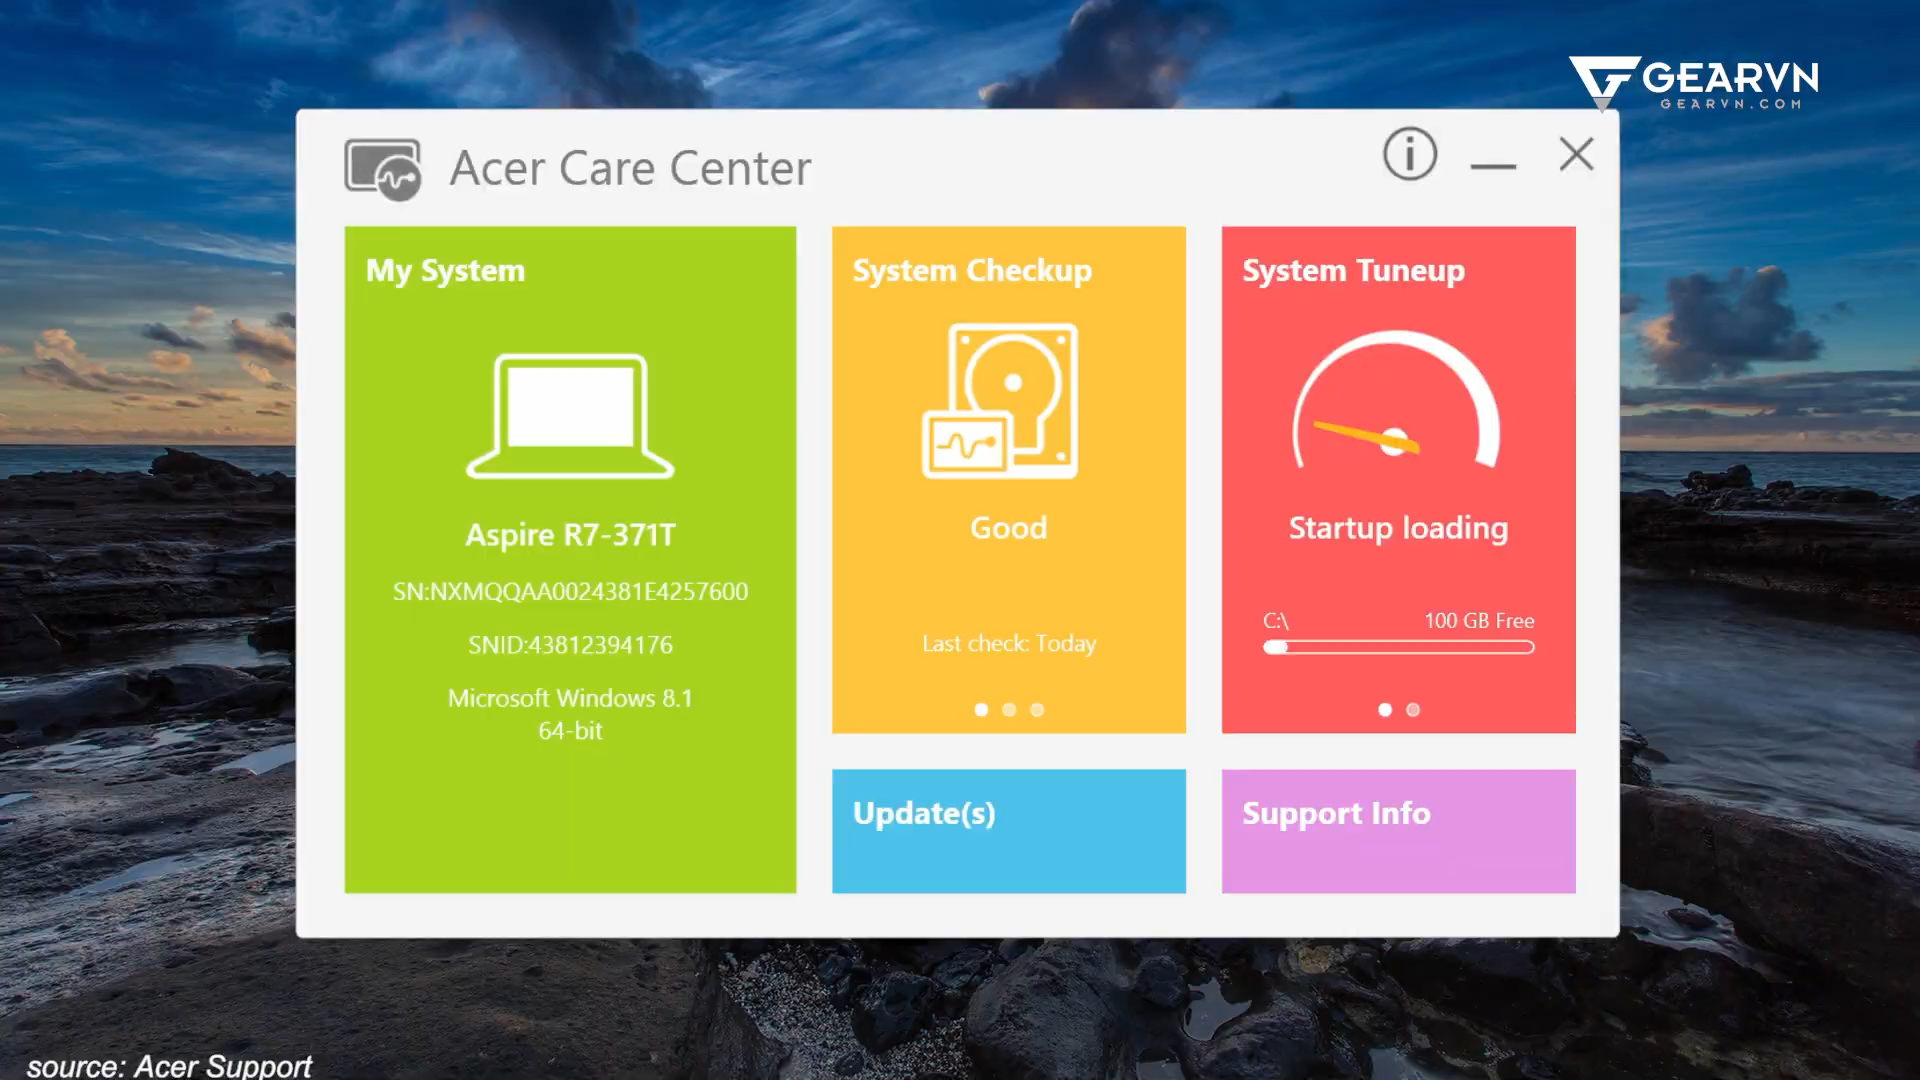 GEARVN
GEARVN.COM
Acer Care Center
My System
Aspire R7-371T
SN:NXMQQAA0024381E4257600
SNID:43812394176
Microsoft Windows 8.1
64-bit
System Checkup
Good
Last check: Today
System Tuneup
Startup loading
C:\ 100 GB Free
Update(s)
Support Info
source: Acer Support